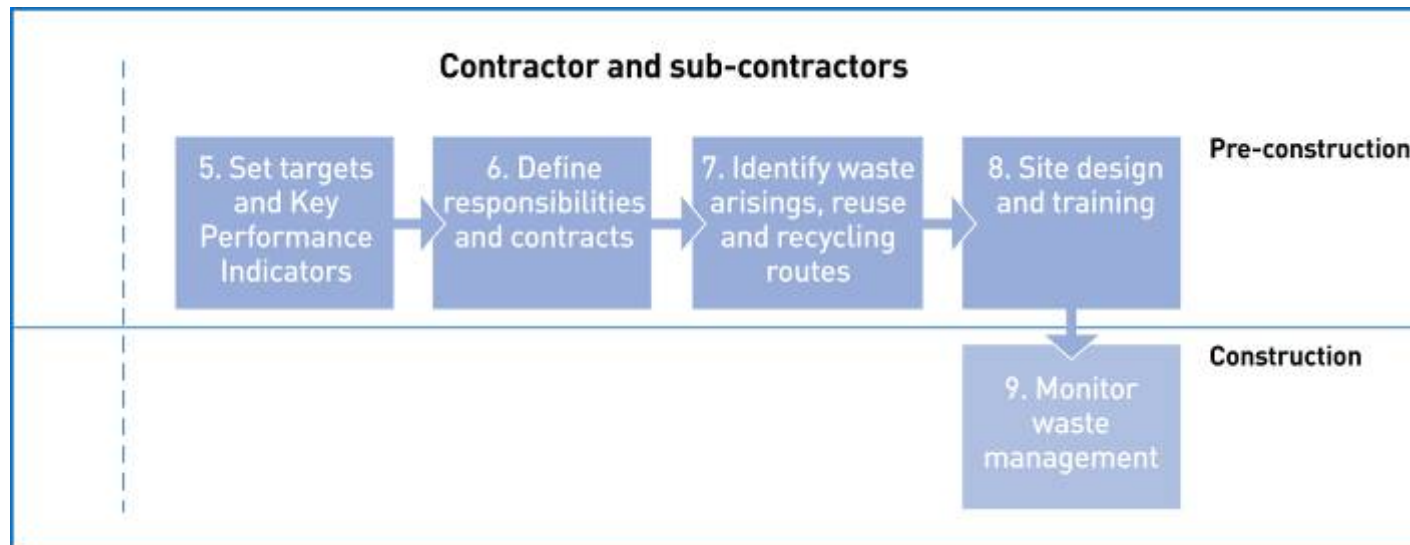 Contractor and sub-contractors
Pre-construction
5. Set targets
and Key
Performance
Indicators
6. Define
responsibilities
and contracts
7. Identify waste
arisings, reuse
and recycling
routes
8. Site design
and training
Construction
9. Monitor
waste
management